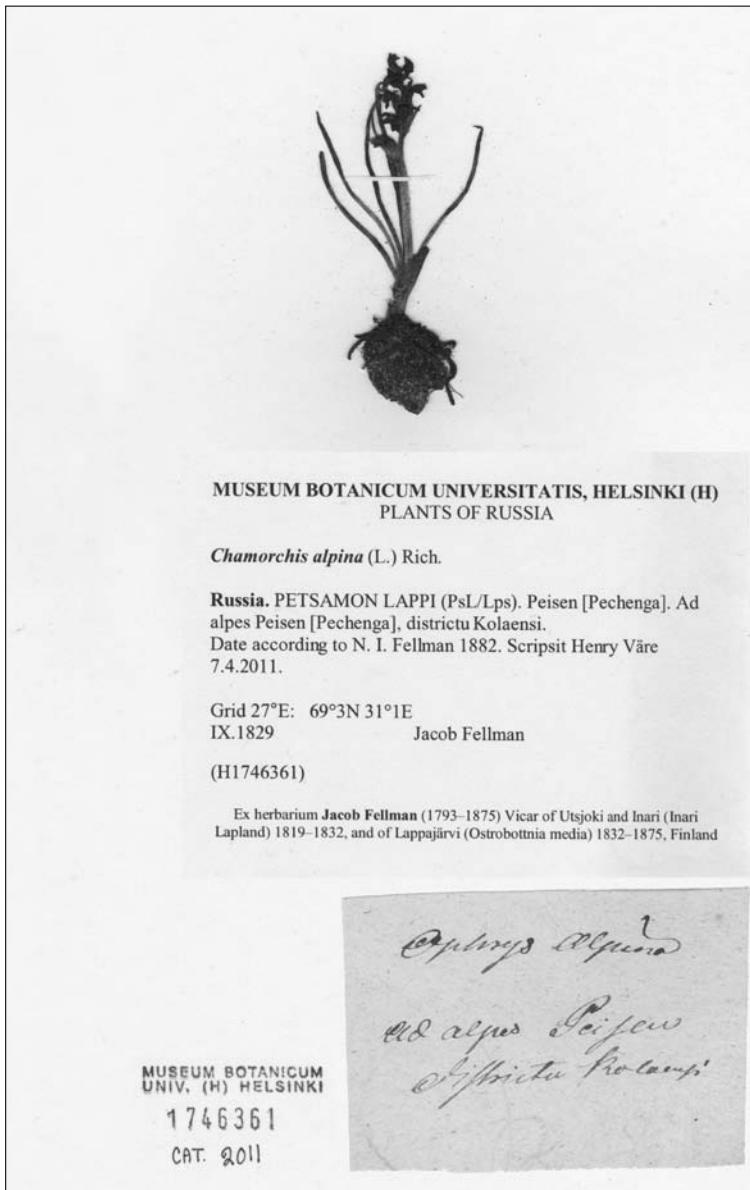 MUSEUM BOTANICUM UNIVERSITATIS, HELSINKI (H)
PLANTS OF RUSSIA
Chamorchis alpina (L.) Rich.
Russia. PETSAMON LAPPI (PsL/Lps). Peisen [Pechenga]. Ad
alpes Peisen [Pechenga], districtu Kolaensi.
Date according to N. I. Fellman 1882. Scripsit Henry Väre
7.4.2011.
Grid 27°E: 69°3N 31°1E
IX.1829 Jacob Fellman
(H1746361)
Ex herbarium Jacob Fellman (1793–1875) Vicar of Utsjoki and Inari (Inari
Lapland) 1819–1832, and of Lappajärvi (Ostrobottnia media) 1832–1875, Finland
Ophrys Alpina
Ad alpes Peisen
districtu Kolaensi
MUSEUM BOTANICUM
UNIV. (H) HELSINKI
1746361
CAT. 2011